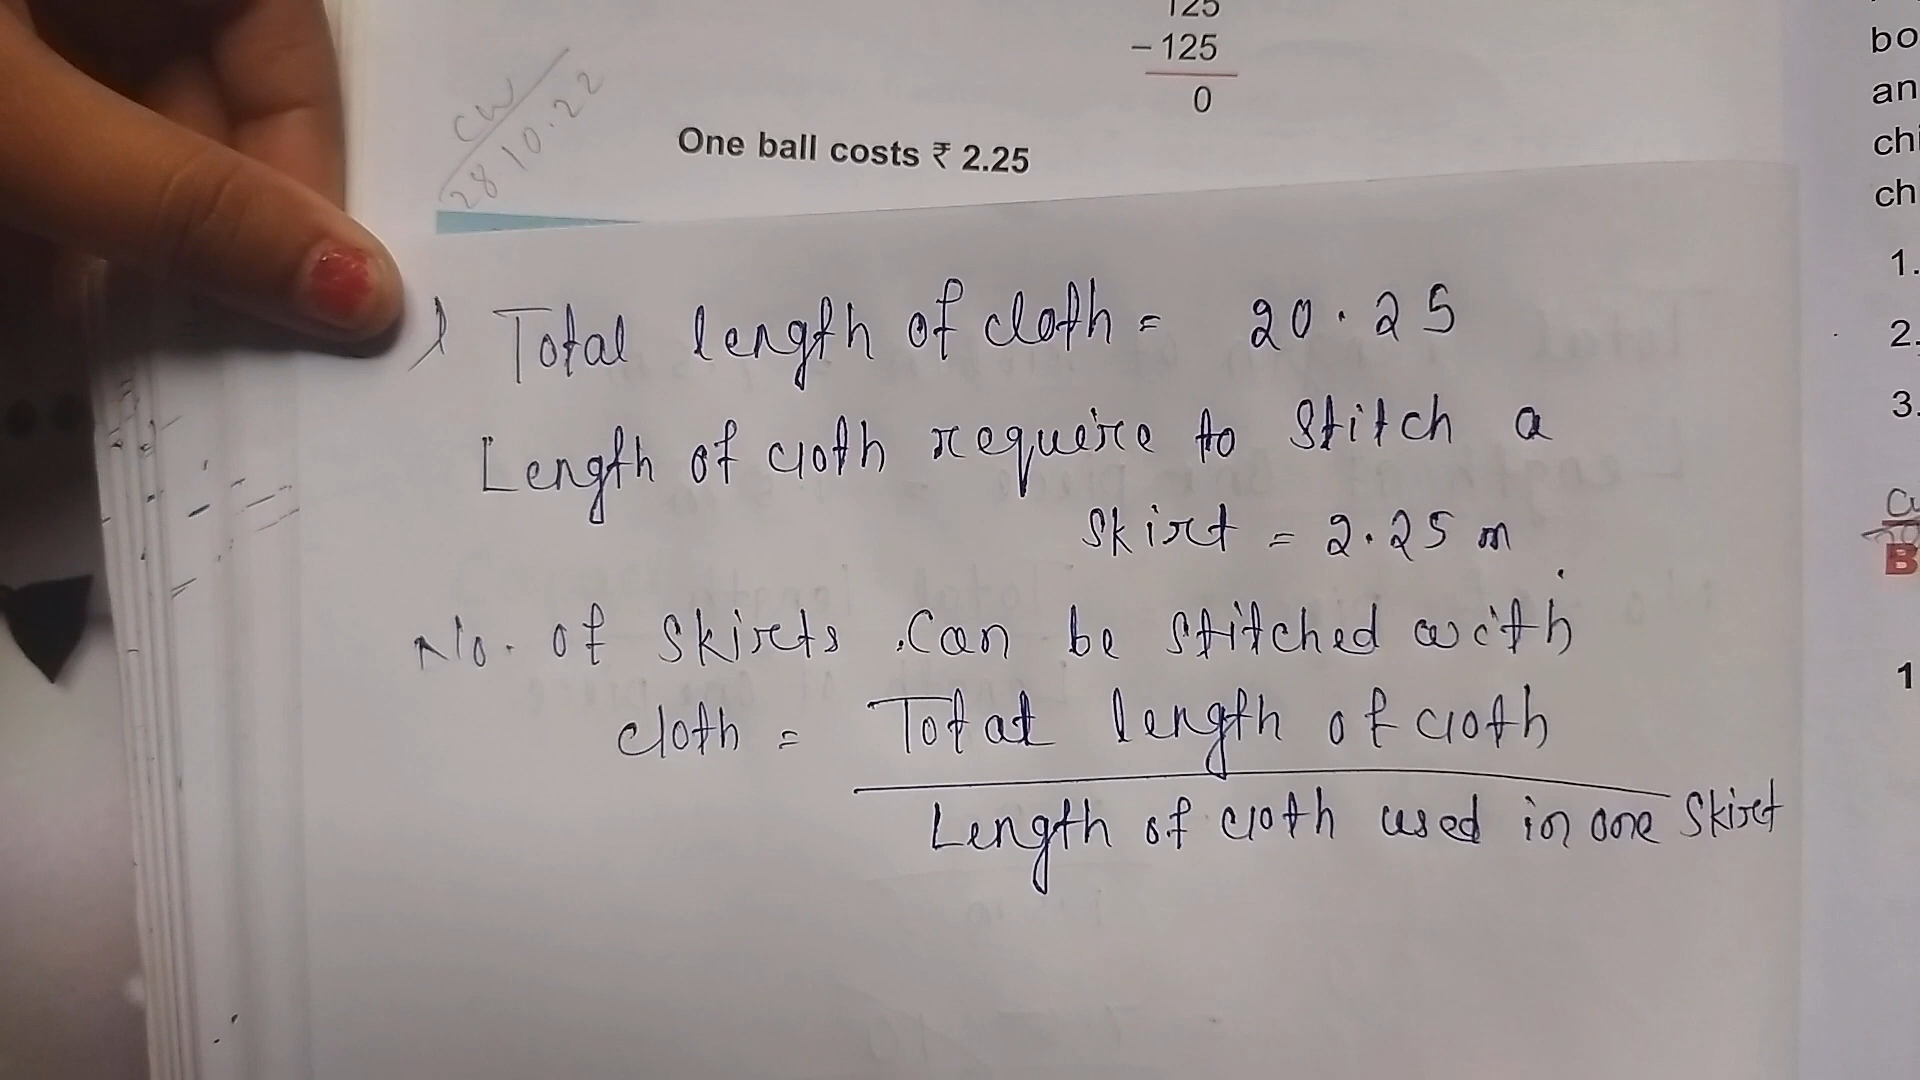 125
- 125
0
CW
28 10.22
One ball costs ₹ 2.25
Total length of cloth = 20.25
Length of cloth requeire to stitch a
skirt = 2.25 m
No. of skirts can be stitched with
cloth = Total length of cloth
Length of cloth used in one skirt
bo
an
chi
ch
1.
2.
3.
B
1